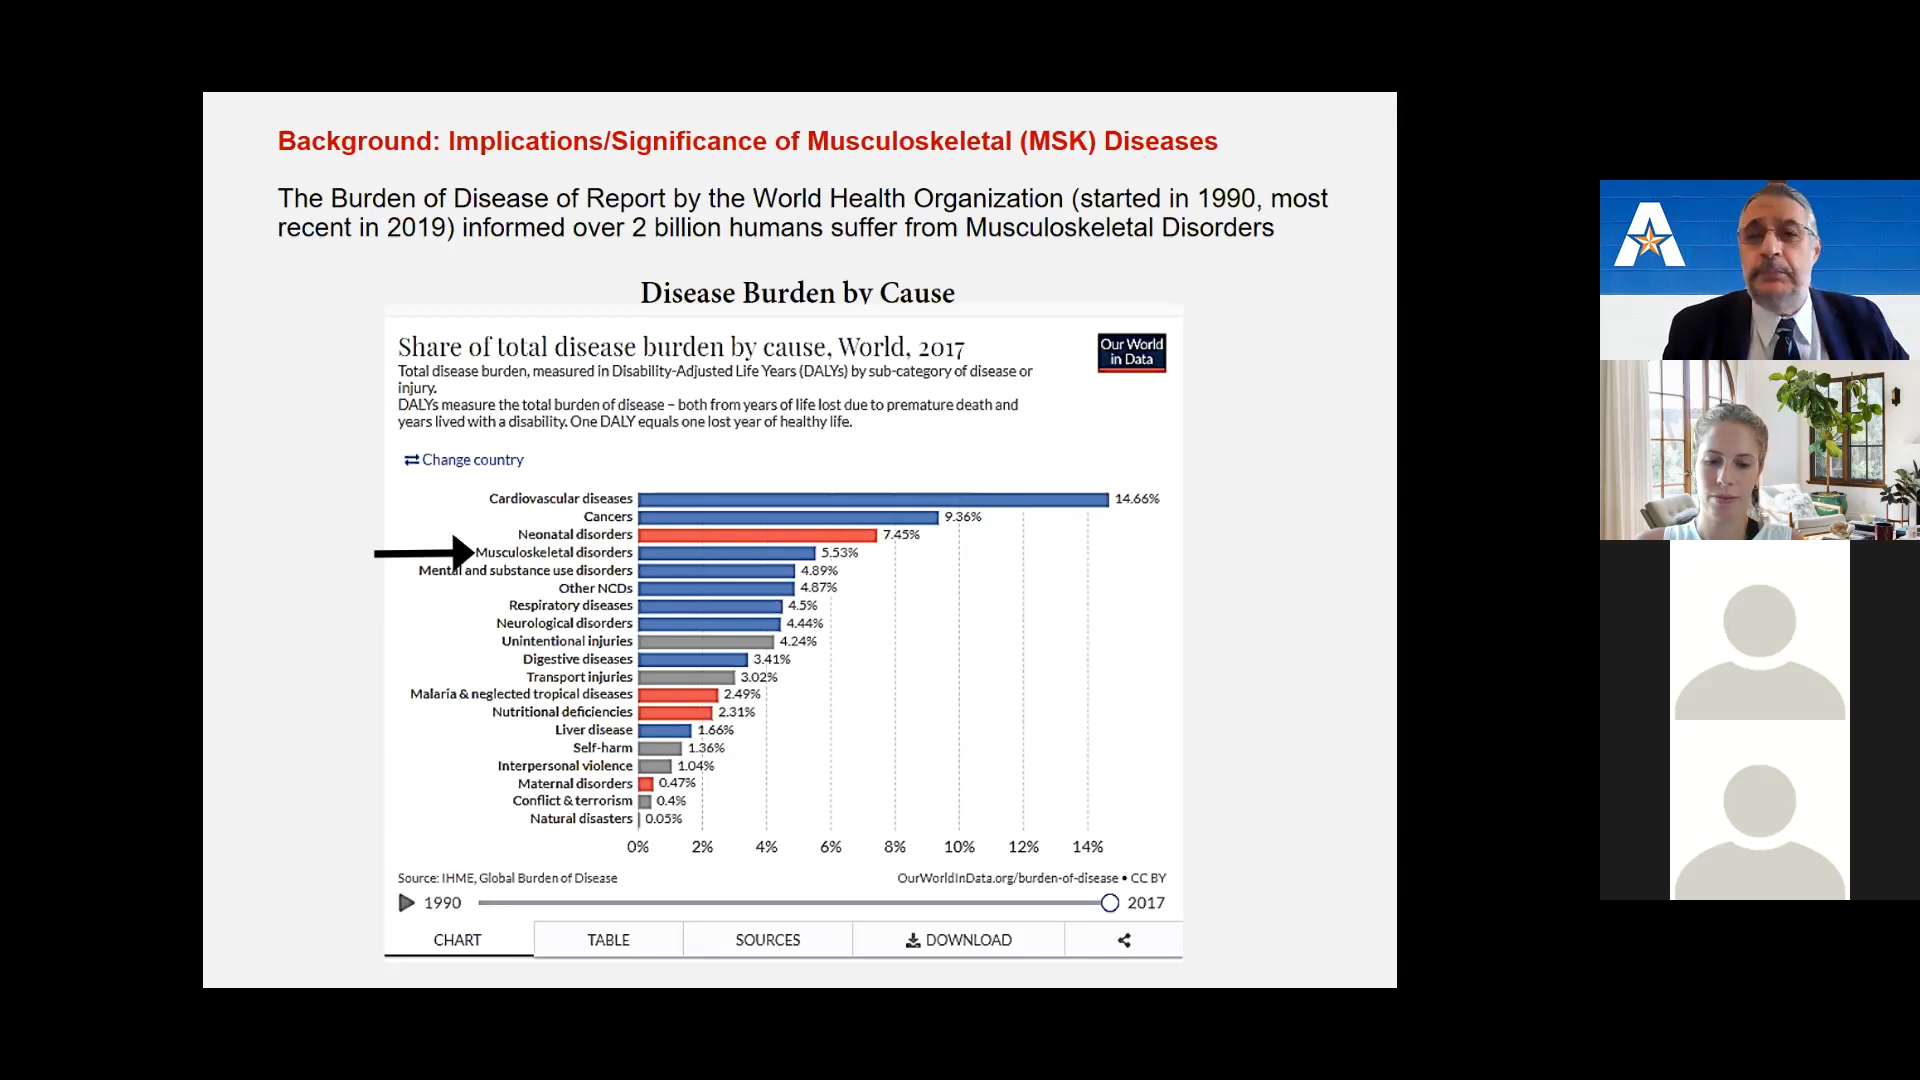 Background: Implications/Significance of Musculoskeletal (MSK) Diseases
The Burden of Disease of Report by the World Health Organization (started in 1990, most
recent in 2019) informed over 2 billion humans suffer from Musculoskeletal Disorders
Disease Burden by Cause
Share of total disease burden by cause, World, 2017
Our World
in Data
Total disease burden, measured in Disability-Adjusted Life Years (DALYs) by sub-category of disease or
injury.
DALYs measure the total burden of disease – both from years of life lost due to premature death and
years lived with a disability. One DALY equals one lost year of healthy life.
Change country
Cardiovascular diseases 14.66%
Cancers 9.36%
Neonatal disorders 7.45%
Musculoskeletal disorders 5.53%
Mental and substance use disorders 4.89%
Other NCDs 4.87%
Respiratory diseases 4.5%
Neurological disorders 4.44%
Unintentional injuries 4.24%
Digestive diseases 3.41%
Transport injuries 3.02%
Malaria & neglected tropical diseases 2.49%
Nutritional deficiencies 2.31%
Liver disease 1.66%
Self-harm 1.36%
Interpersonal violence 1.04%
Maternal disorders 0.47%
Conflict & terrorism 0.4%
Natural disasters 0.05%
0% 2% 4% 6% 8% 10% 12% 14%
Source: IHME, Global Burden of Disease
OurWorldInData.org/burden-of-disease • CC BY
1990 2017
CHART TABLE SOURCES DOWNLOAD
A